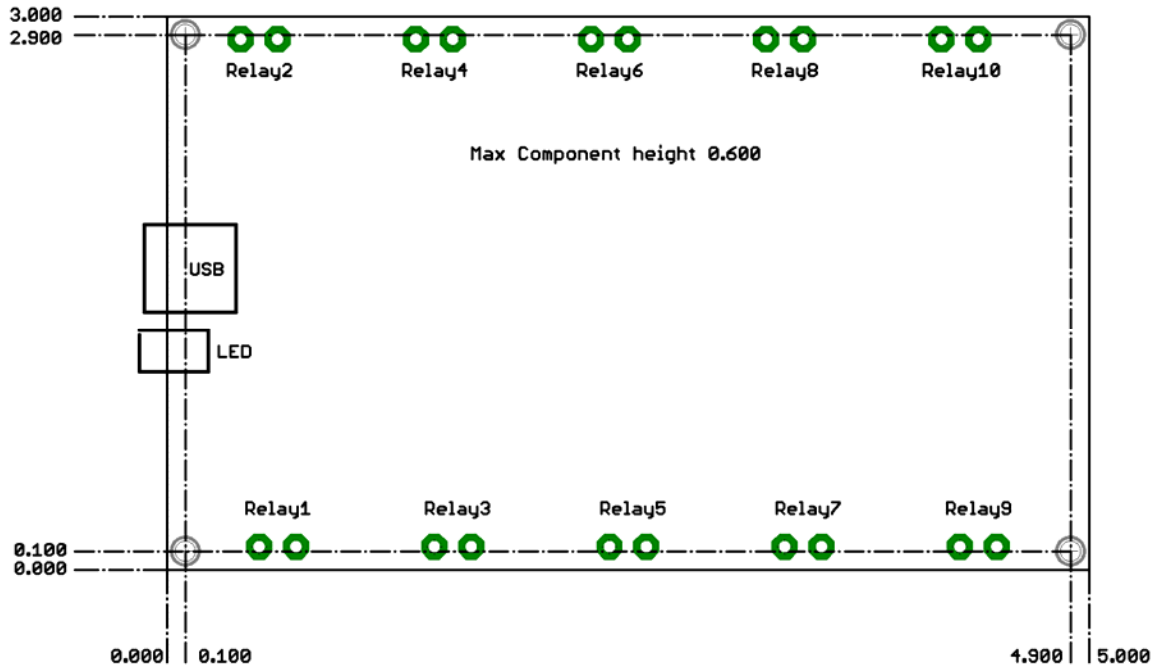 3.000
2.900
Relay2 Relay4 Relay6 Relay8 Relay10
Max Component height 0.600
USB
LED
Relay1 Relay3 Relay5 Relay7 Relay9
0.100
0.000
0.000 0.100 4.900 5.000